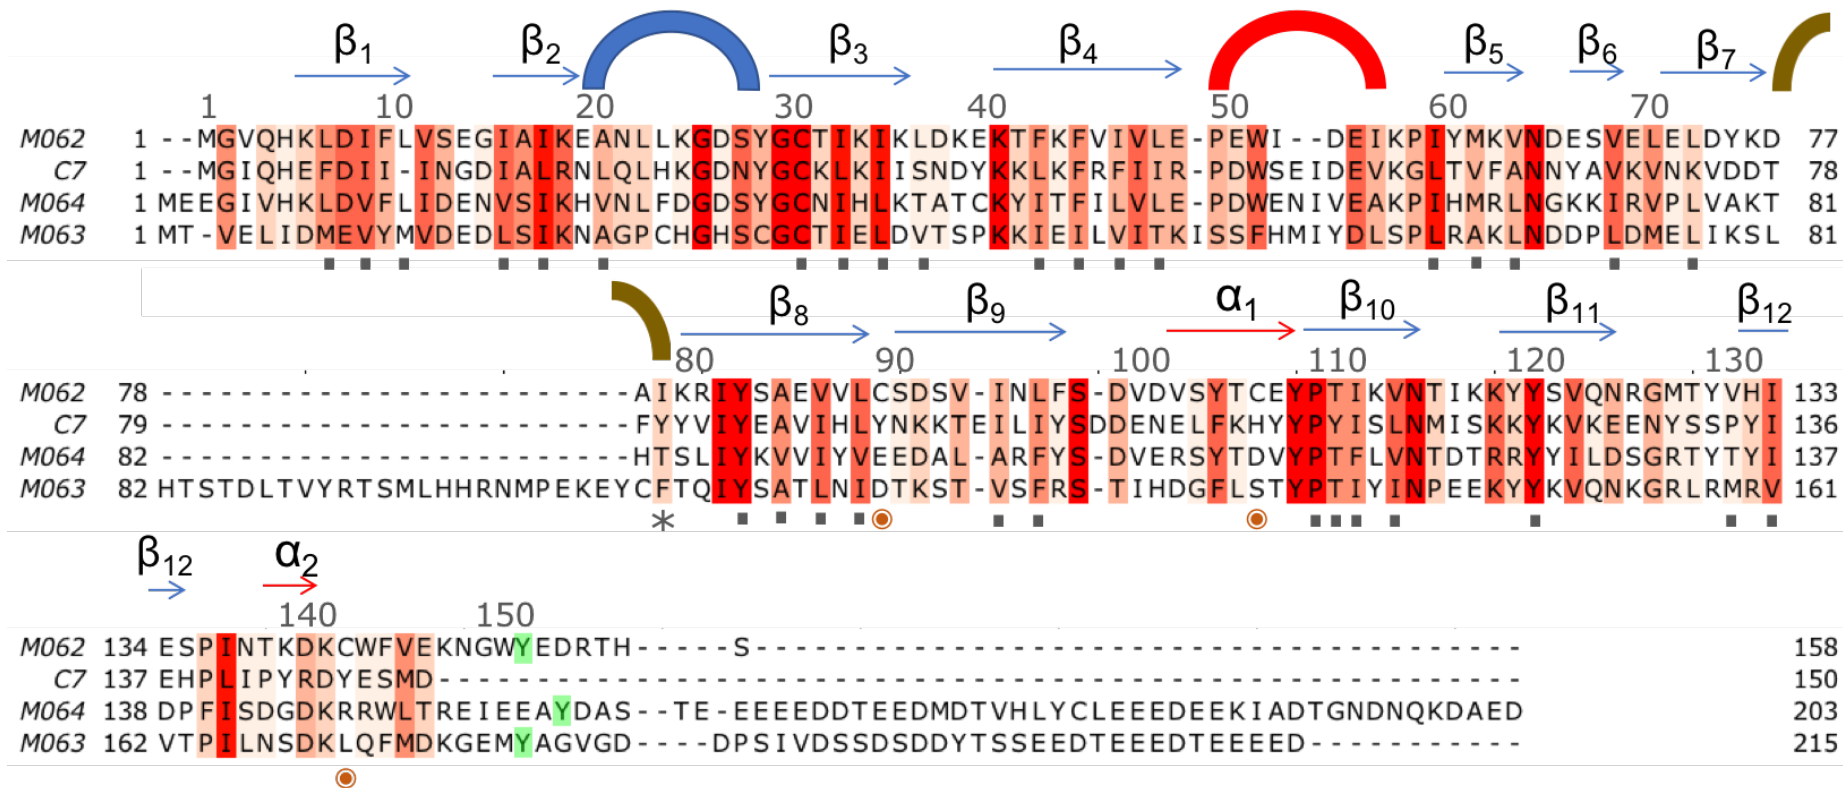 β1 β2 β3 β4 β5 β6 β7
1 10 20 30 40 50 60 70
M062 1 --MGVQHKLDIFLVSEGIAIKEANLLKGDSYGCTIKIKLDKEKTFKFVIVLE-PEWI--DEIKPIYMKVNDESVELELDYKD 77
C7 1 --MGIQHEFDII-INGDIALRNLQLHKGDNYGCKLKIISNDYKKLKFRFIIR-PDWSEIDEVKGLTVFANNYAVKVNKVDDT 78
M064 1 MEEGIVHKLDVFLIDENVSIKHVNLFDGDSYGCNIHLKTATCKYITFILVLE-PDWENIVEAKPIHMRLNGKKIRVPLVAKT 81
M063 1 MT-VELIDMEVYMVDEDLSIKNAGPCHGHSCGCTIELDVTSPKKIEILVITKISSFHMIYDLSPLRAKLNDDPLDMELIKSL 81
β8 β9 α1 β10 β11 β12
80 90 100 110 120 130
M062 78 ------------------------AIKRIYSAEVVLCSDSV-INLFS-DVDVSYTCEYPTIKVNTIKKYYSVQNRGMTYVHI 133
C7 79 ------------------------FYYVIYEAVIHLYNKKTEILIYSDDENELFKHYYPYISLNMISKKYKVKEENYSSPYI 136
M064 82 ------------------------HTSLIYKVVIYVEEDAL-ARFYS-DVERSYTDVYPTFLVNTDTRRYYILDSGRTYTYI 137
M063 82 HTSTDLTVYRTSMLHHRNMPEKEYCFTQIYSATLNIDTKST-VSFRS-TIHDGFLSTYPTIYINPEEKYYKVQNKGRLRMRV 161
*
β12 α2
140 150
M062 134 ESPINTKDKCWFVEKNGWYEDRTH-----S--------------------------------------- 158
C7 137 EHPLIPYRDYESMD------------------------------------------------------- 150
M064 138 DPFISDGDKRRWLTREIEEAYDAS--TE-EEEEDDTEEDMDTVHLYCLEEEDEEKIADTGNDNQKDAED 203
M063 162 VTPILNSDKLQFMDKGEMYAGVGD----DPSIVDSSDSDDYTSSEEDTEEEDTEEEED----------- 215